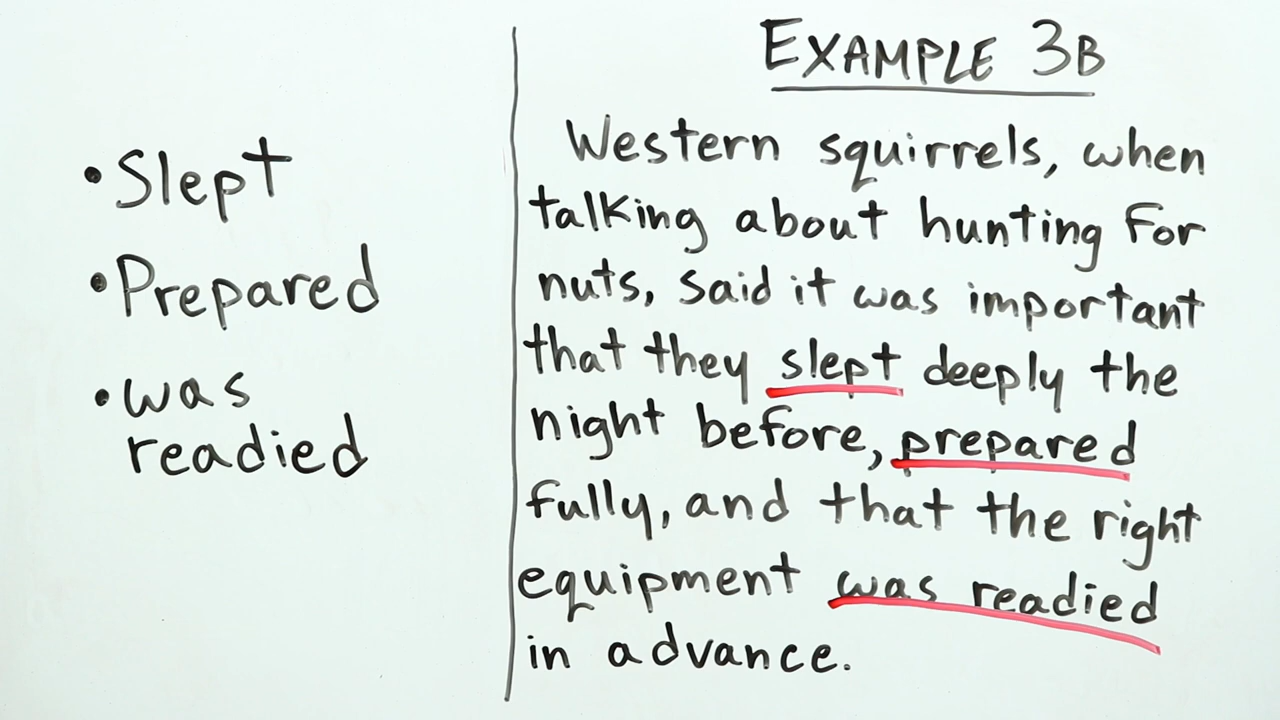 • Slept
• Prepared
• was
readied
EXAMPLE 3B
Western squirrels, when
talking about hunting for
nuts, said it was important
that they slept deeply the
night before, prepared
fully, and that the right
equipment was readied
in advance.